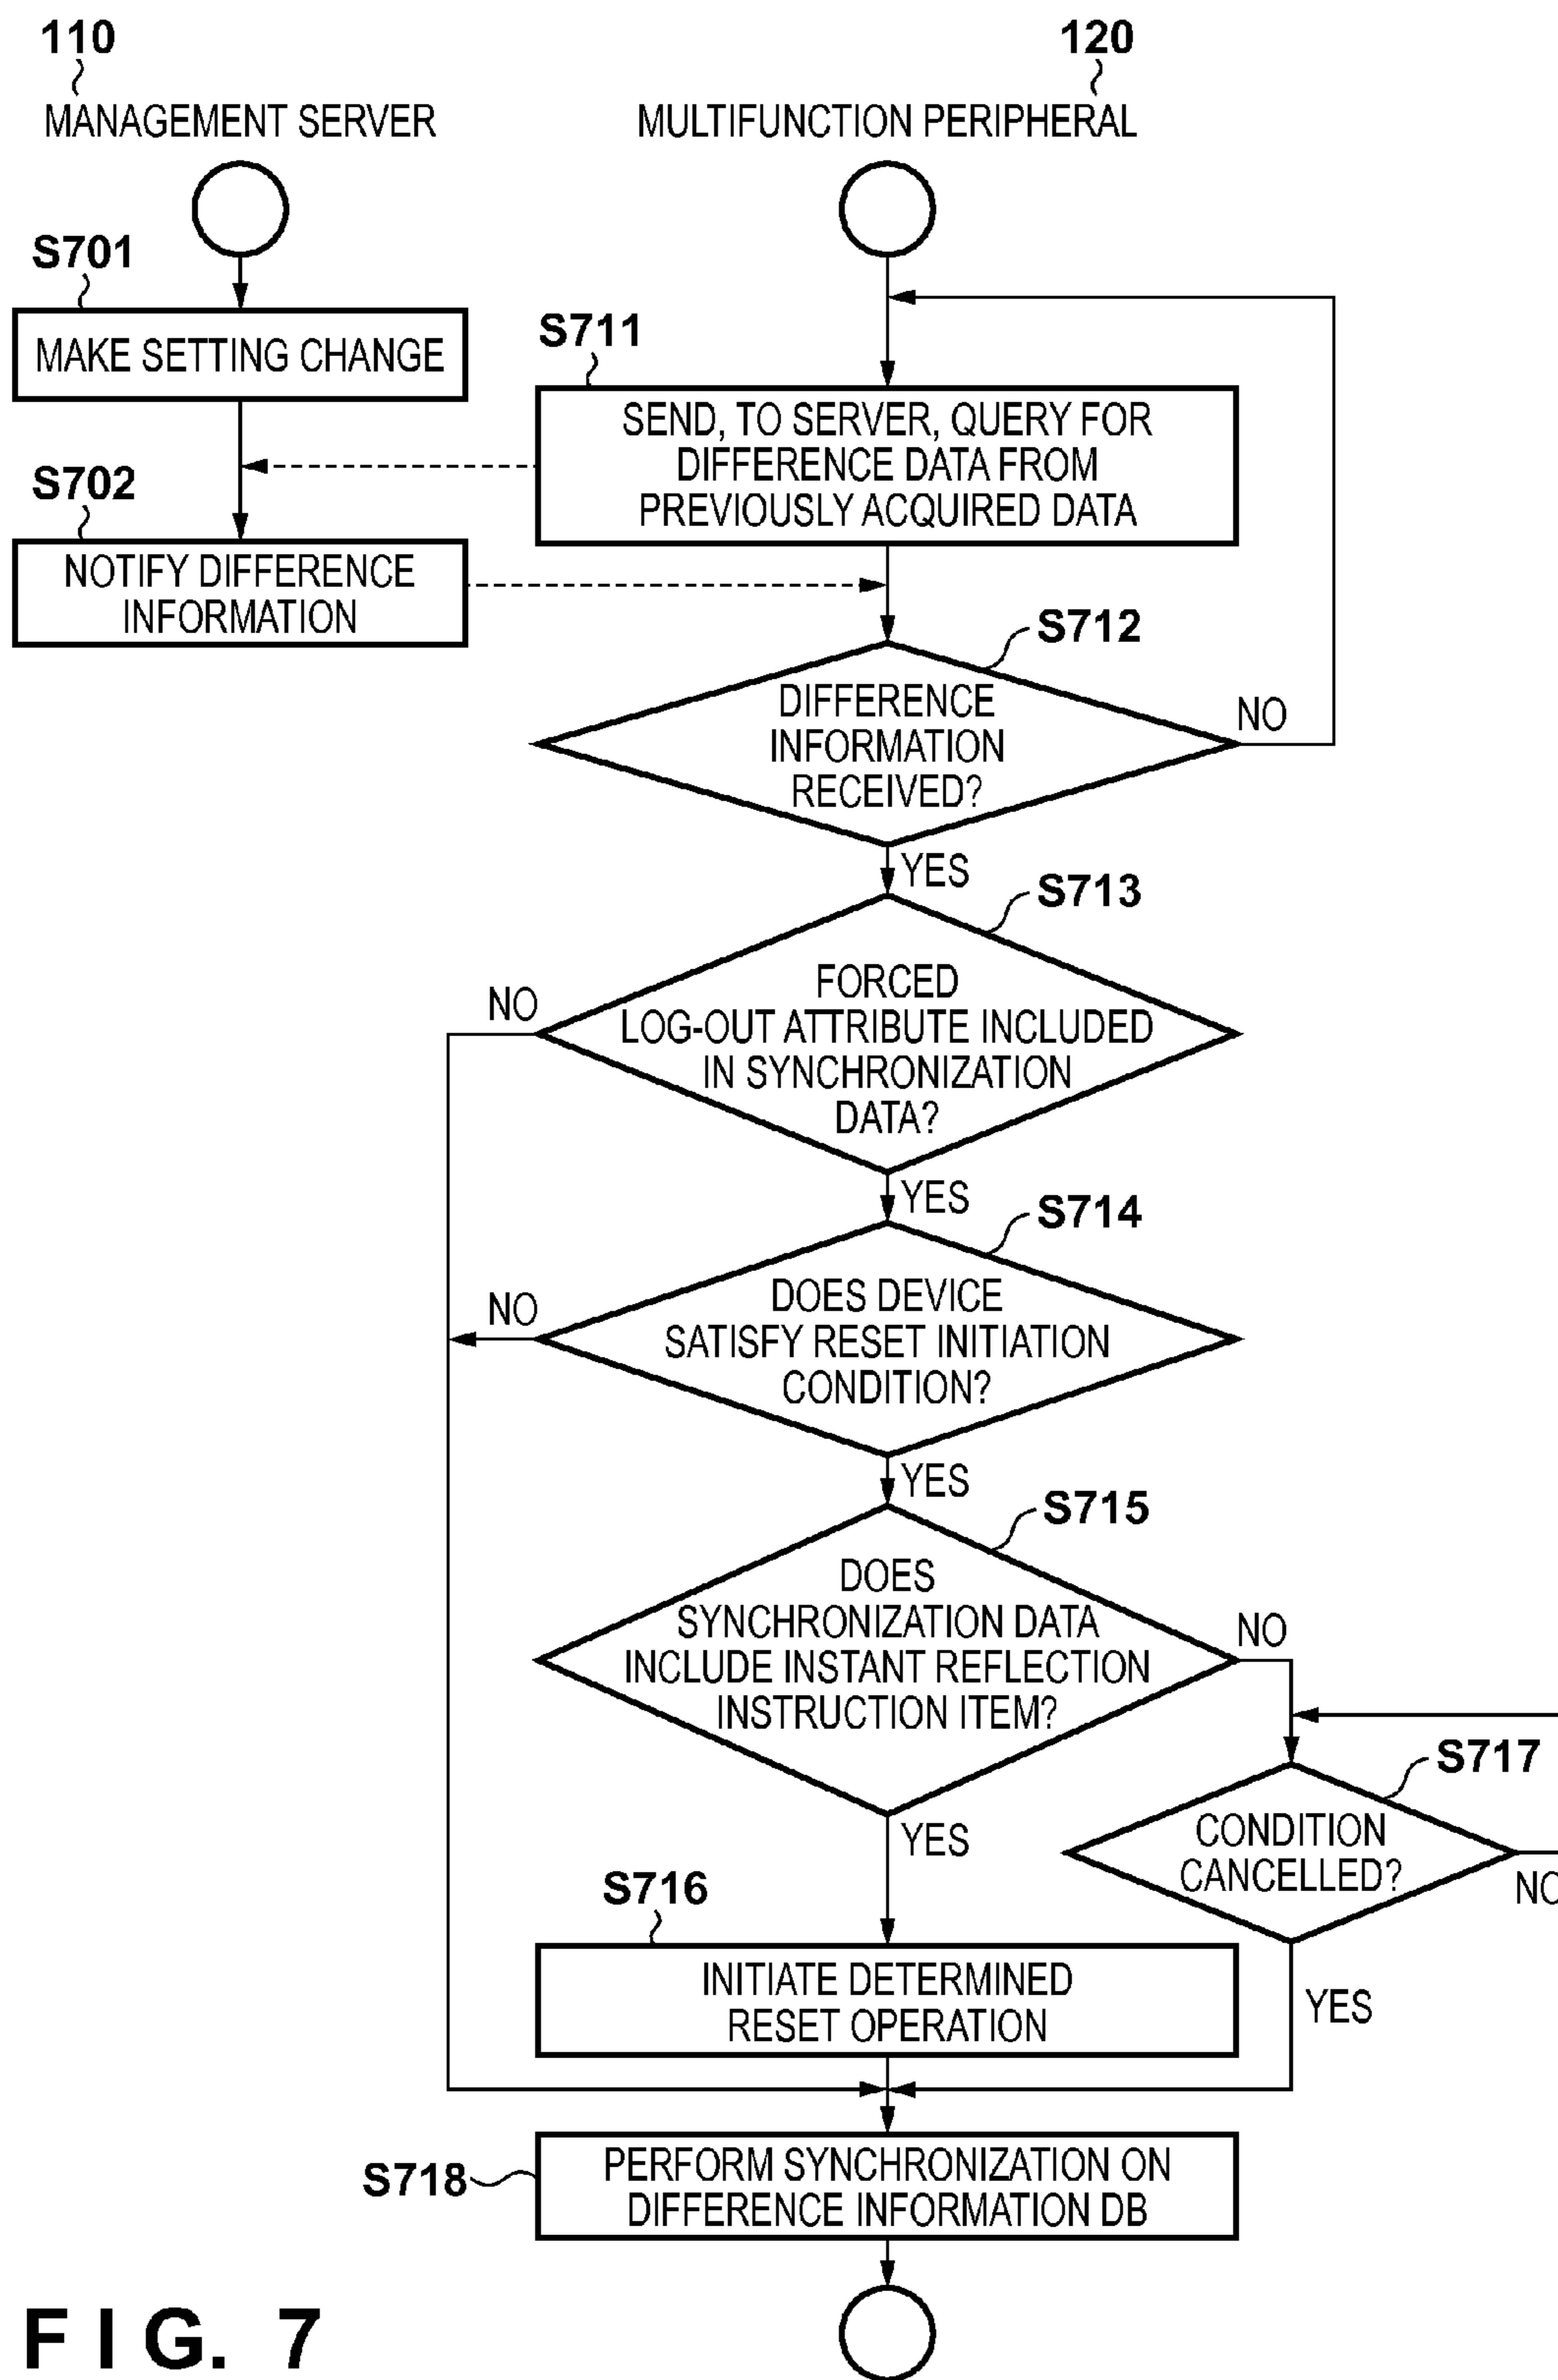 110
MANAGEMENT SERVER
120
MULTIFUNCTION PERIPHERAL
S701
MAKE SETTING CHANGE
S711
SEND, TO SERVER, QUERY FOR
DIFFERENCE DATA FROM
PREVIOUSLY ACQUIRED DATA
S702
NOTIFY DIFFERENCE
INFORMATION
S712
DIFFERENCE
INFORMATION
RECEIVED?
NO
YES
S713
FORCED
LOG-OUT ATTRIBUTE INCLUDED
IN SYNCHRONIZATION
DATA?
NO
YES
S714
DOES DEVICE
SATISFY RESET INITIATION
CONDITION?
NO
YES
S715
DOES
SYNCHRONIZATION DATA
INCLUDE INSTANT REFLECTION
INSTRUCTION ITEM?
NO
YES
S717
CONDITION
CANCELLED?
NO
YES
S716
INITIATE DETERMINED
RESET OPERATION
S718
PERFORM SYNCHRONIZATION ON
DIFFERENCE INFORMATION DB
FIG. 7